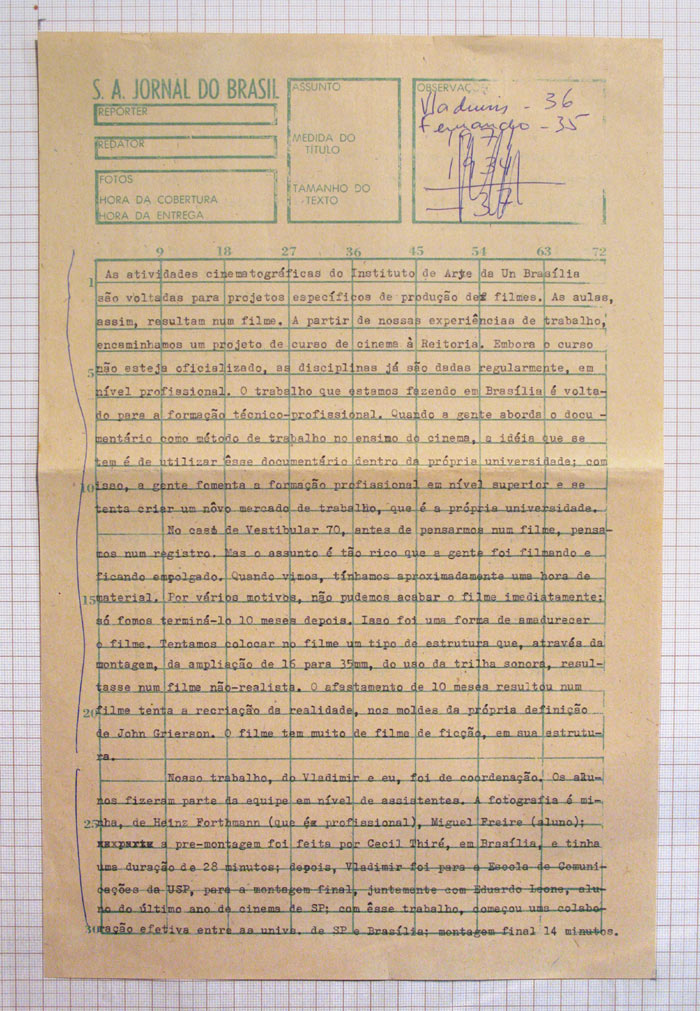 S. A. JORNAL DO BRASIL
REPÓRTER
REDATOR
FOTOS
HORA DA COBERTURA
HORA DA ENTREGA
ASSUNTO
MEDIDA DO
TÍTULO
TAMANHO DO
TEXTO
OBSERVAÇÃO
Vladimir - 36
Fernando - 35
9 18 27 36 45 54 63 72
1 As atividades cinematográficas do Instituto de Arte da Un Brasília
são voltadas para projetos específicos de produção de filmes. As aulas,
assim, resultam num filme. A partir de nossas experiências de trabalho,
encaminhamos um projeto de curso de cinema à Reitoria. Embora o curso
5 não esteja oficializado, as disciplinas já são dadas regularmente, em
nível profissional. O trabalho que estamos fazendo em Brasília é volta-
do para a formação técnico-profissional. Quando a gente aborda o docu -
mentário como método de trabalho no ensino do cinema, a idéia que se
tem é de utilizar êsse documentário dentro da própria universidade; com
10 isso, a gente fomenta a formação profissional em nível superior e se
tenta criar um nôvo mercado de trabalho, que é a própria universidade.
No caso de Vestibular 70, antes de pensarmos num filme, pensa-
mos num registro. Mas o assunto é tão rico que a gente foi filmando e
ficando empolgado. Quando vimos, tínhamos aproximadamente uma hora de
15 material. Por vários motivos, não pudemos acabar o filme imediatamente:
só fomos terminá-lo 10 meses depois. Isso foi uma forma de amadurecer
o filme. Tentamos colocar no filme um tipo de estrutura que, através da
montagem, da ampliação de 16 para 35mm, do uso da trilha sonora, resul-
tasse num filme não-realista. O afastamento de 10 meses resultou num
20 filme tenta a recriação da realidade, nos moldes da própria definição
de John Grierson. O filme tem muito de filme de ficção, em sua estrutu-
ra.
Nosso trabalho, do Vladimir e eu, foi de coordenação. Os alu-
nos fizeram parte da equipe em nível de assistentes. A fotografia é mi-
25 nha, de Heinz Forthmann (que é profissional), Miguel Freire (aluno);
a pre-montagem foi feita por Cecil Thiré, em Brasília, e tinha
uma duração de 28 minutos; depois, Vladimir foi para a Escola de Comuni-
cações da USP, para a montagem final, juntamente com Eduardo Leone, alu-
no do último ano de cinema de SP; com êsse trabalho, começou uma colabo-
30 ração efetiva entre as univs. de SP e Brasília; montagem final 14 minutos.